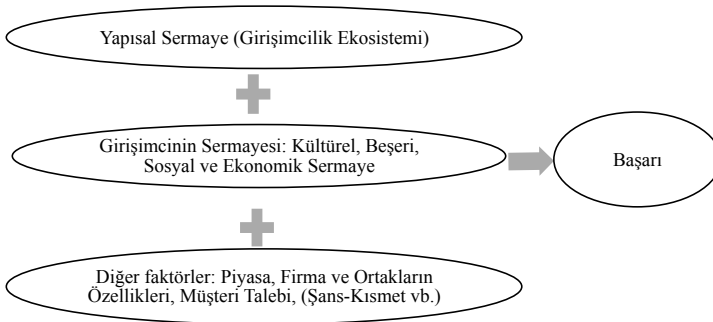 Yapısal Sermaye (Girişimcilik Ekosistemi)
Girişimcinin Sermayesi: Kültürel, Beşeri,
Sosyal ve Ekonomik Sermaye
Başarı
Diğer faktörler: Piyasa, Firma ve Ortakların
Özellikleri, Müşteri Talebi, (Şans-Kısmet vb.)